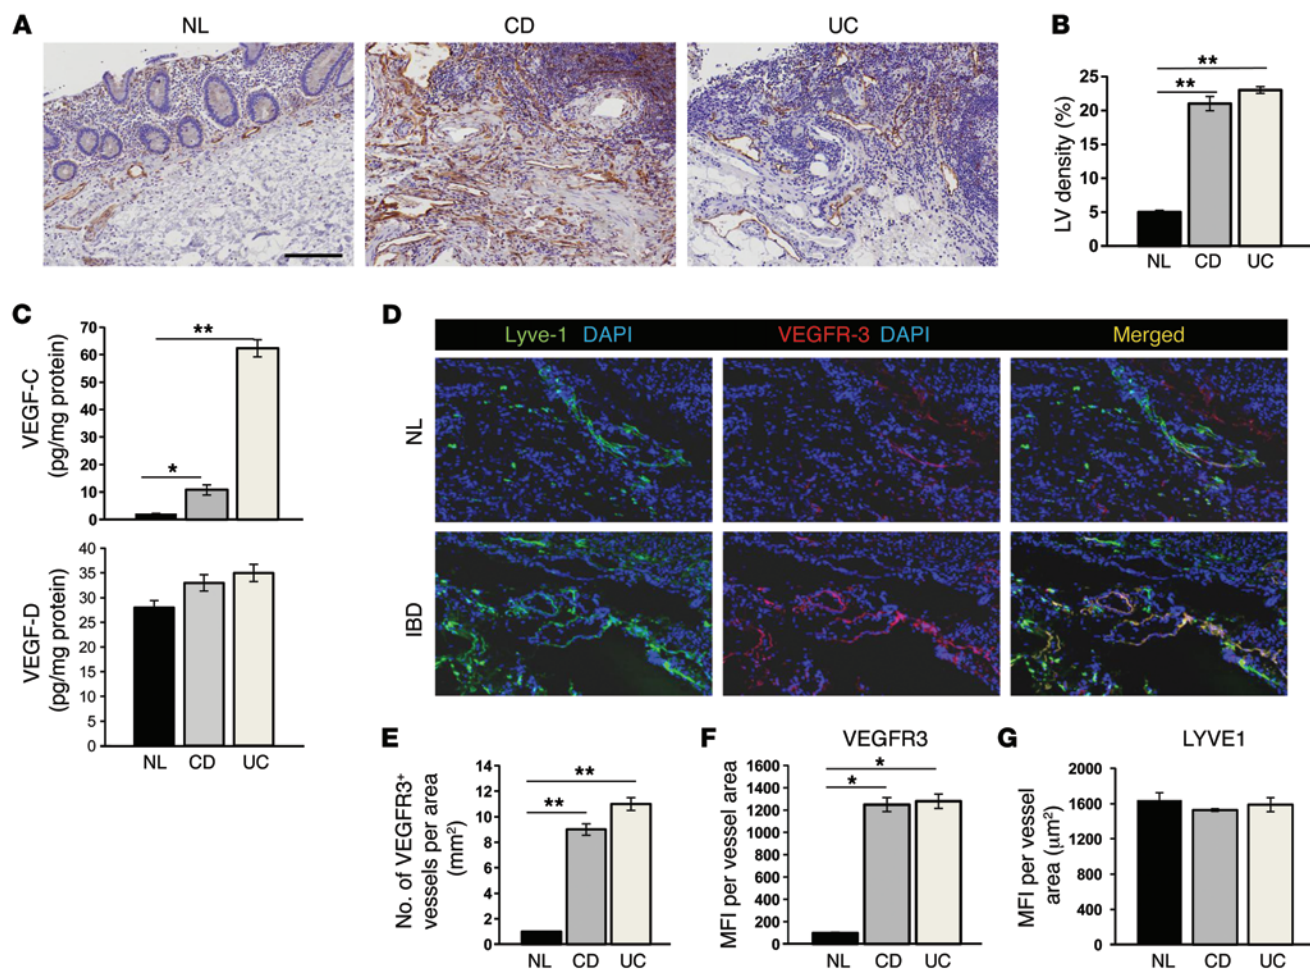 A
NL
CD
UC
B
LV density (%)
25
20
15
10
5
0
**
**
NL CD UC
C
VEGF-C
(pg/mg protein)
70
60
50
40
30
20
10
0
**
*
VEGF-D
(pg/mg protein)
40
35
30
25
20
15
10
5
0
NL CD UC
D
Lyve-1 DAPI
VEGFR-3 DAPI
Merged
NL
IBD
E
No. of VEGFR3⁺
vessels per area
(mm²)
14
12
10
8
6
4
2
0
**
**
NL CD UC
F
VEGFR3
MFI per vessel area
1600
1400
1200
1000
800
600
400
200
0
*
*
NL CD UC
G
LYVE1
MFI per vessel
area (μm²)
2000
1600
1200
800
400
0
NL CD UC